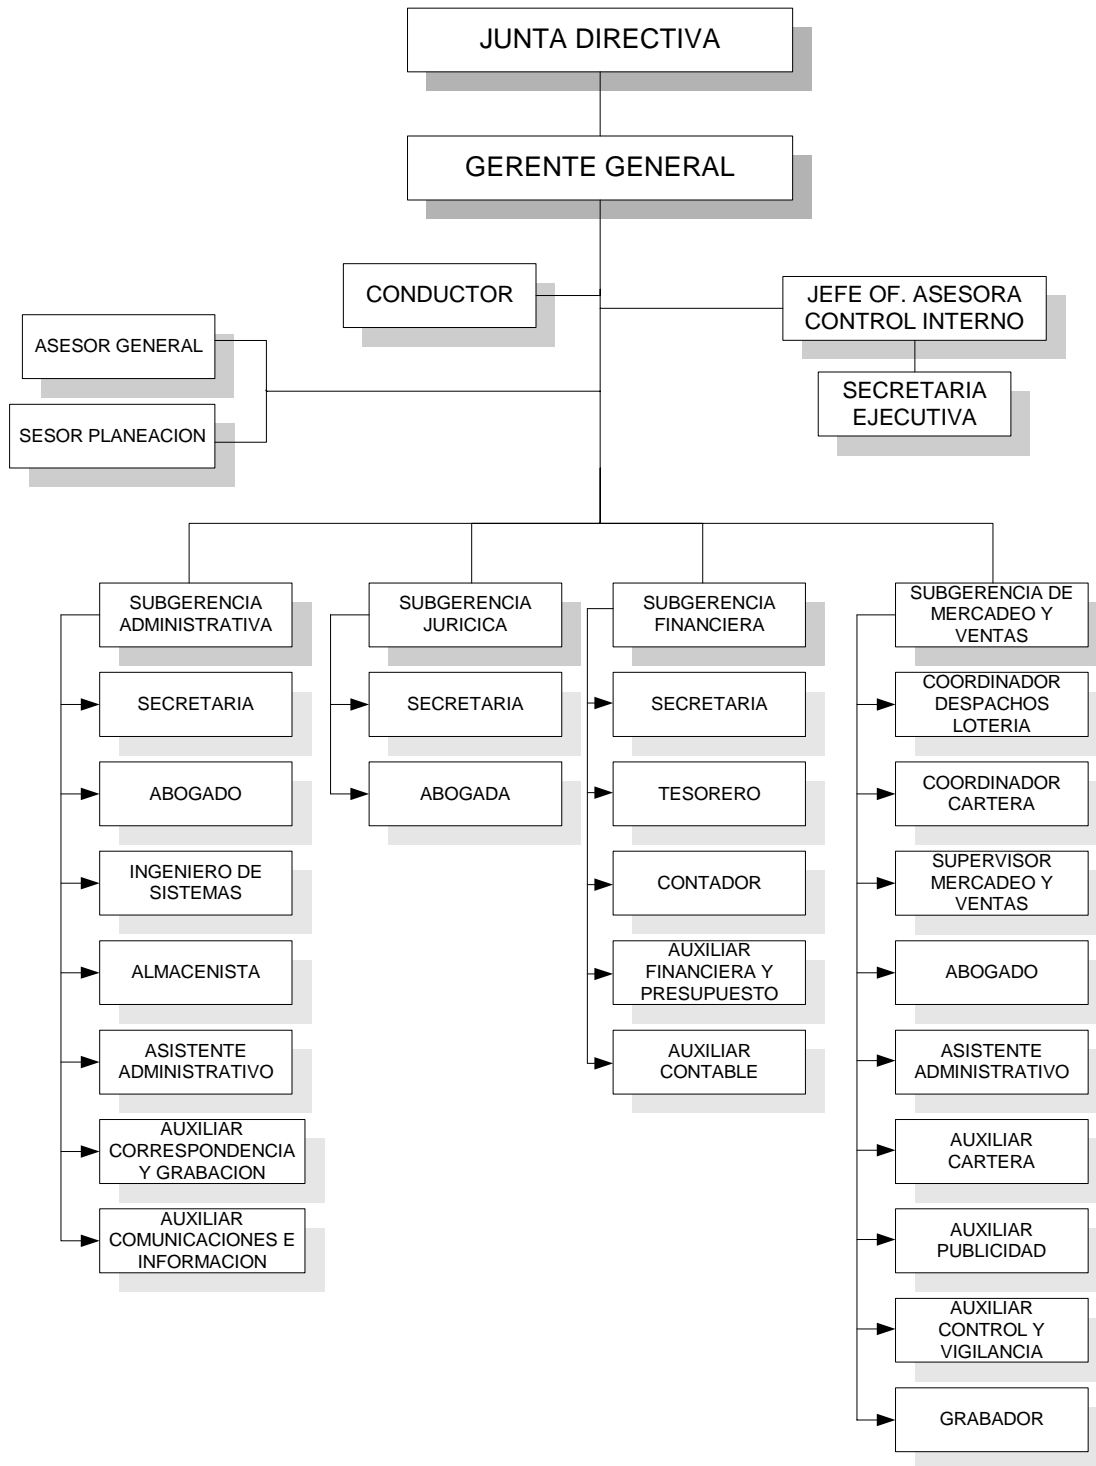 JUNTA DIRECTIVA
GERENTE GENERAL
CONDUCTOR
JEFE OF. ASESORA
CONTROL INTERNO
ASESOR GENERAL
SECRETARIA
EJECUTIVA
SESOR PLANEACION
SUBGERENCIA
ADMINISTRATIVA
SECRETARIA
ABOGADO
INGENIERO DE
SISTEMAS
ALMACENISTA
ASISTENTE
ADMINISTRATIVO
AUXILIAR
CORRESPONDENCIA
Y GRABACION
AUXILIAR
COMUNICACIONES E
INFORMACION
SUBGERENCIA
JURICICA
SECRETARIA
ABOGADA
SUBGERENCIA
FINANCIERA
SECRETARIA
TESORERO
CONTADOR
AUXILIAR
FINANCIERA Y
PRESUPUESTO
AUXILIAR
CONTABLE
SUBGERENCIA DE
MERCADEO Y
VENTAS
COORDINADOR
DESPACHOS
LOTERIA
COORDINADOR
CARTERA
SUPERVISOR
MERCADEO Y
VENTAS
ABOGADO
ASISTENTE
ADMINISTRATIVO
AUXILIAR
CARTERA
AUXILIAR
PUBLICIDAD
AUXILIAR
CONTROL Y
VIGILANCIA
GRABADOR